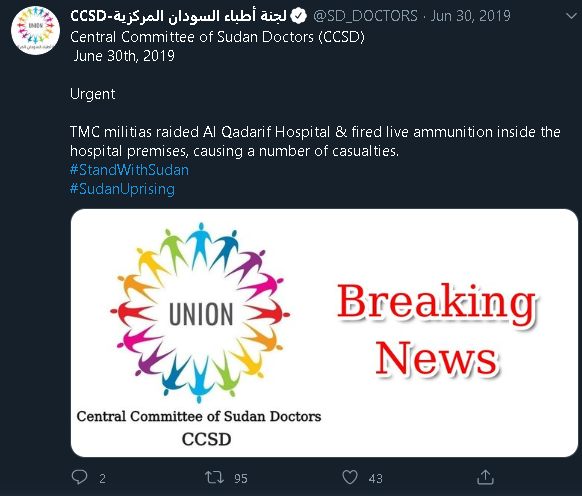 CCSD-لجنة أطباء السودان المركزية @SD_DOCTORS · Jun 30, 2019
Central Committee of Sudan Doctors (CCSD)
June 30th, 2019
Urgent
TMC militias raided Al Qadarif Hospital & fired live ammunition inside the
hospital premises, causing a number of casualties.
#StandWithSudan
#SudanUprising
UNION
Central Committee of Sudan Doctors
CCSD
Breaking
News
2 95 43